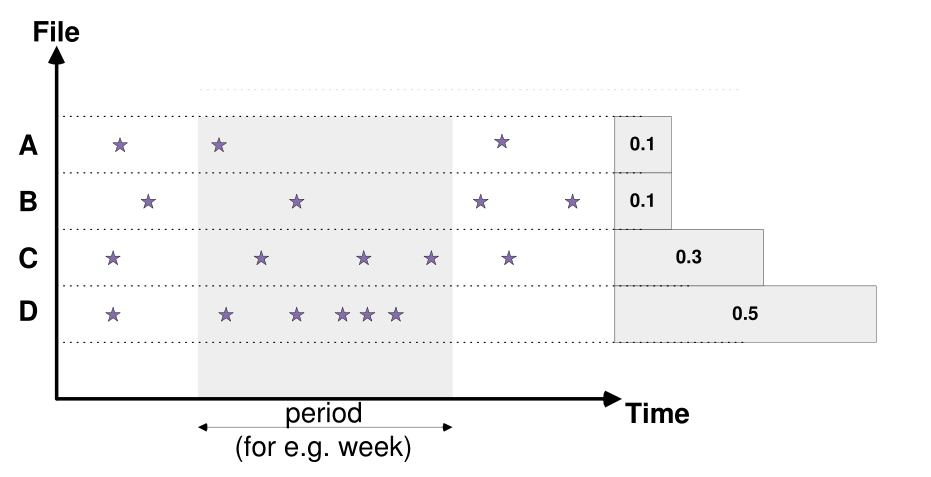 File
A
0.1
B
0.1
C
0.3
D
0.5
Time
period
(for e.g. week)